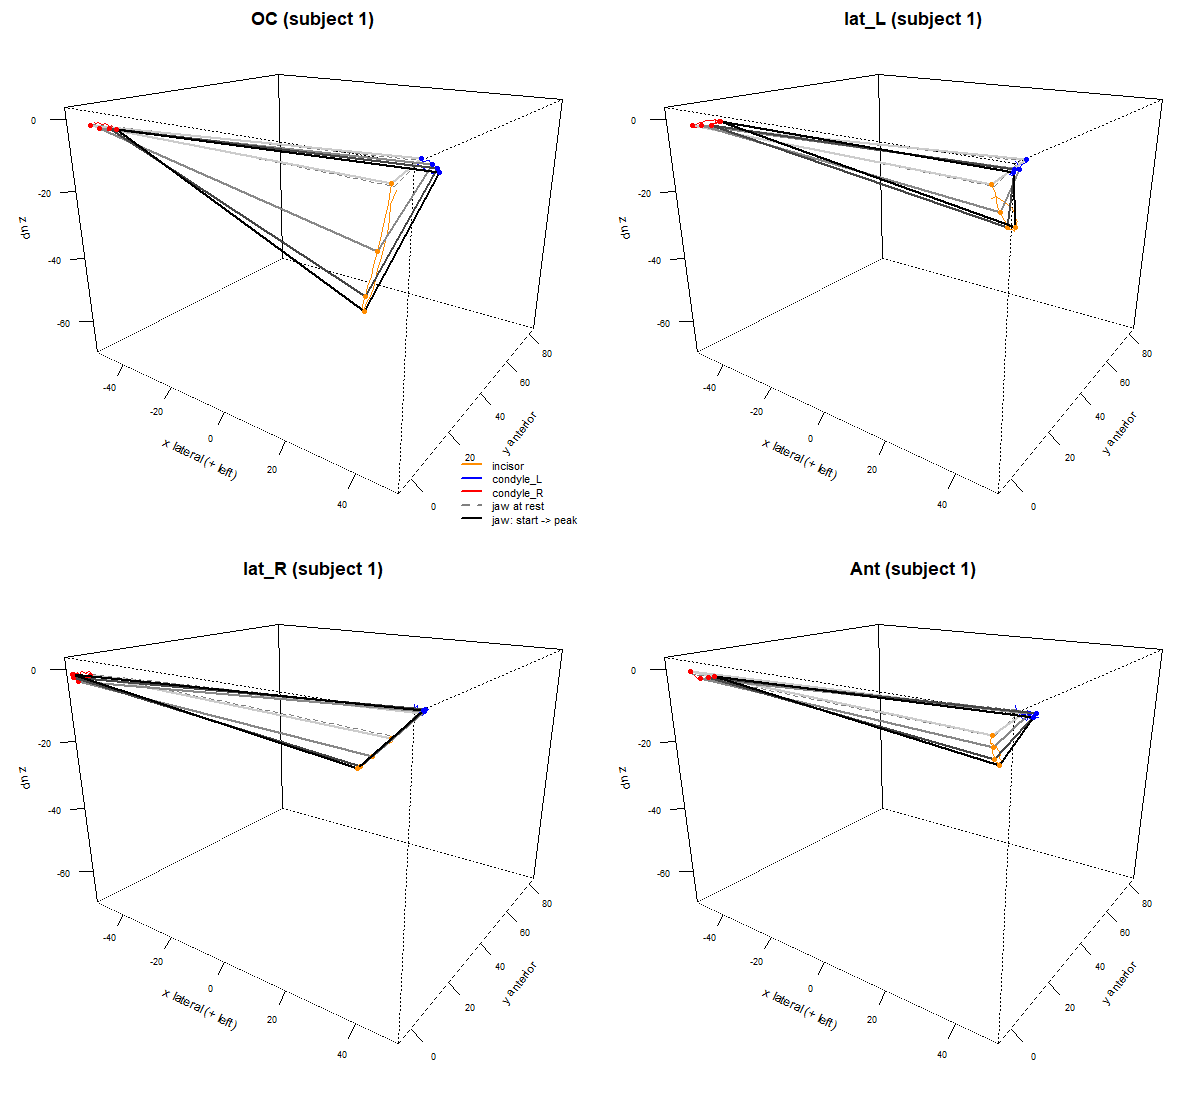 OC (subject 1)
0
-20
-40
-60
z up
-40
-20
0
20
40
x lateral (+ left)
0
20
40
60
80
y anterior
incisor
condyle_L
condyle_R
jaw at rest
jaw: start -> peak
lat_L (subject 1)
0
-20
-40
-60
z up
-40
-20
0
20
40
x lateral (+ left)
0
20
40
60
80
y anterior
lat_R (subject 1)
0
-20
-40
-60
z up
-40
-20
0
20
40
x lateral (+ left)
0
20
40
60
80
y anterior
Ant (subject 1)
0
-20
-40
-60
z up
-40
-20
0
20
40
x lateral (+ left)
0
20
40
60
80
y anterior